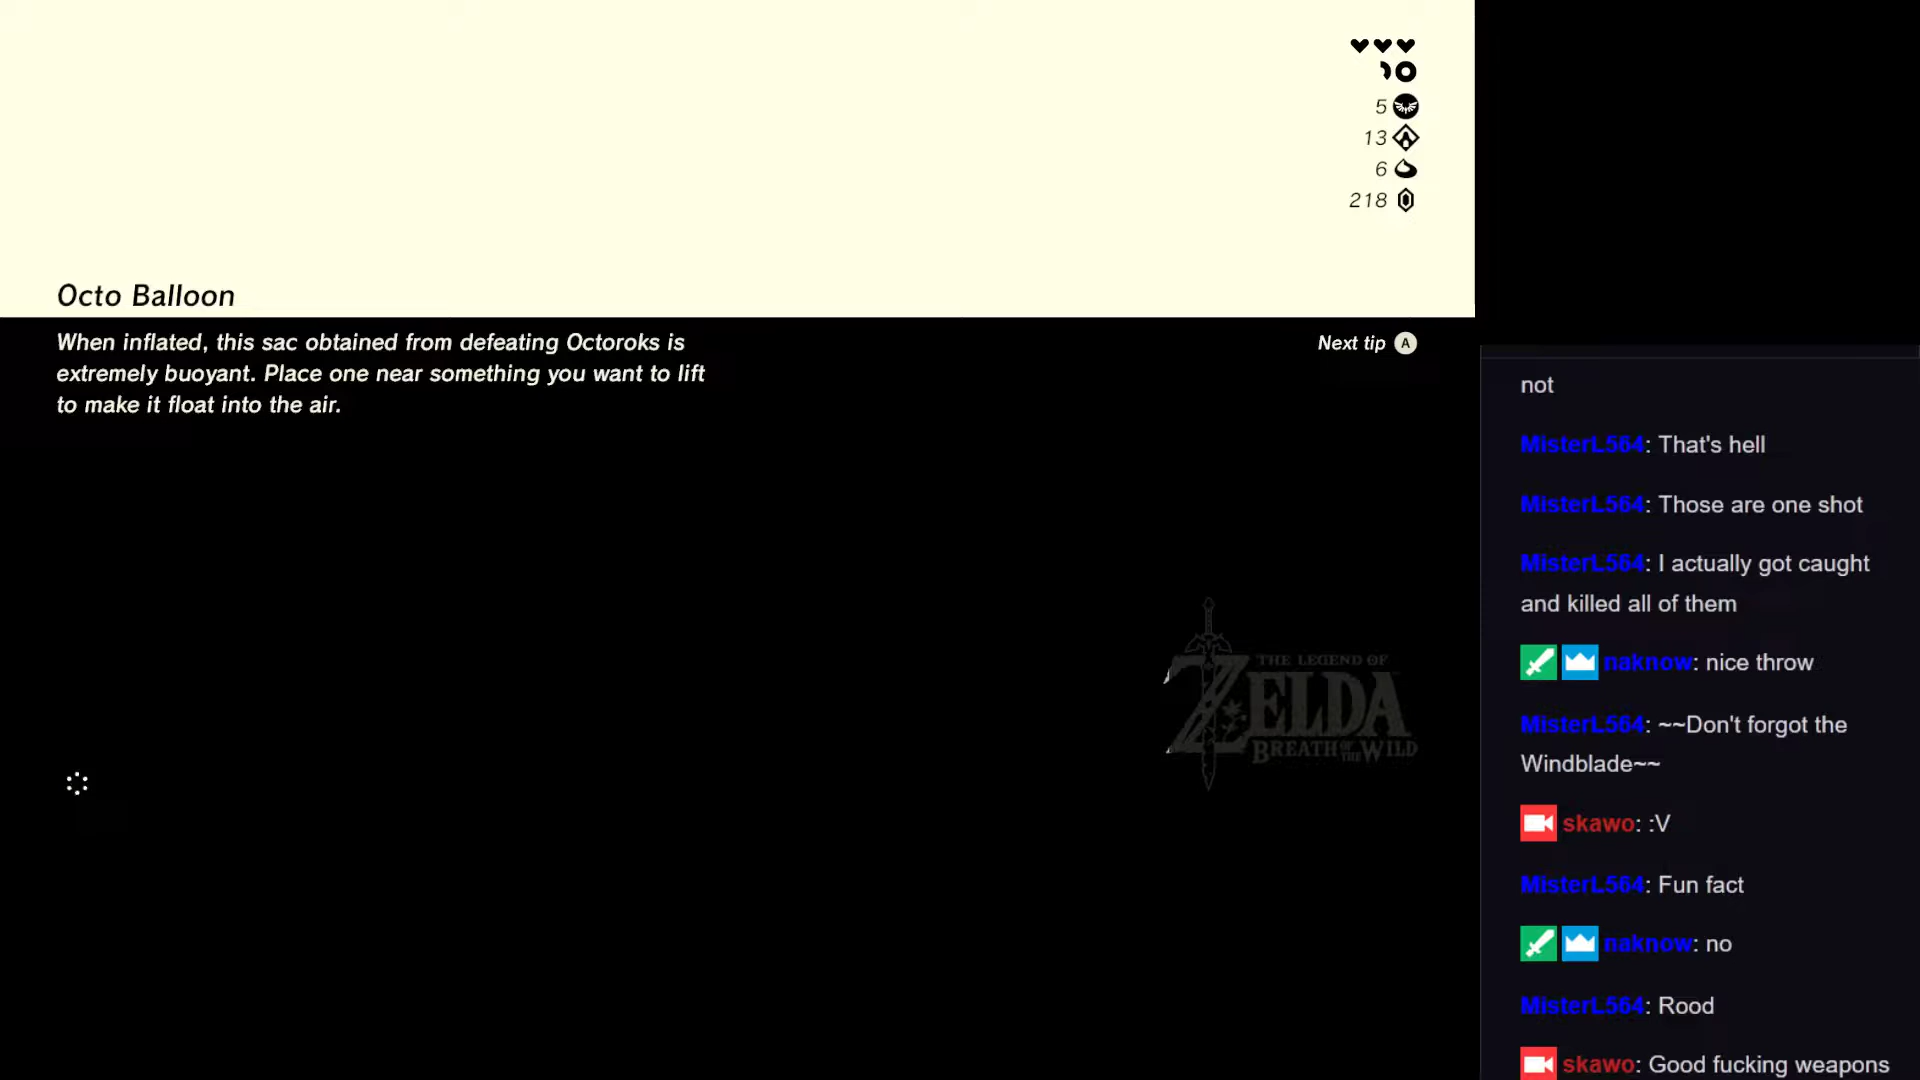 5
13
6
218
Octo Balloon
When inflated, this sac obtained from defeating Octoroks is
extremely buoyant. Place one near something you want to lift
to make it float into the air.
Next tip A
THE LEGEND OF
ZELDA
BREATH OF THE WILD
not
MisterL564: That's hell
MisterL564: Those are one shot
MisterL564: I actually got caught
and killed all of them
naknow: nice throw
MisterL564: ~~Don't forgot the
Windblade~~
skawo: :V
MisterL564: Fun fact
naknow: no
MisterL564: Rood
skawo: Good fucking weapons